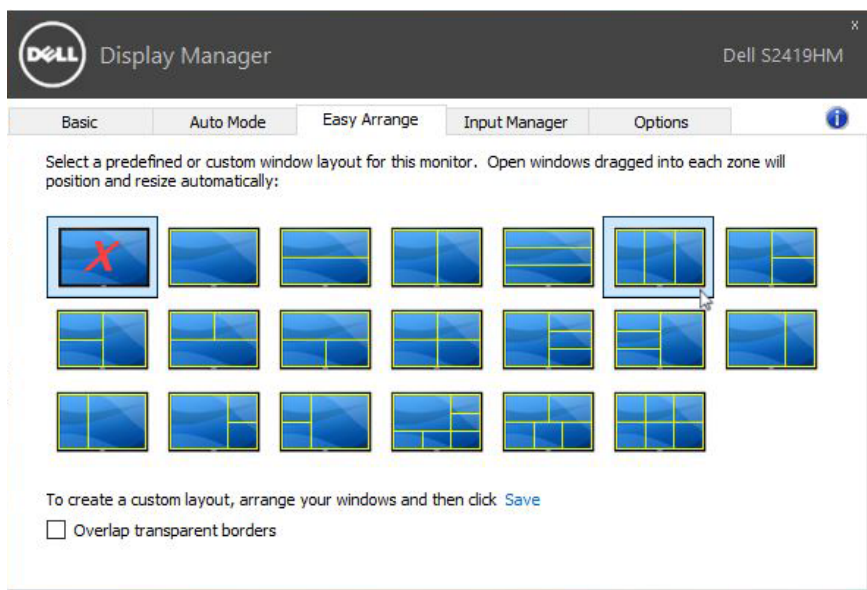 x
DELL Display Manager Dell S2419HM
Basic Auto Mode Easy Arrange Input Manager Options i
Select a predefined or custom window layout for this monitor. Open windows dragged into each zone will
position and resize automatically:
X
To create a custom layout, arrange your windows and then click Save
Overlap transparent borders